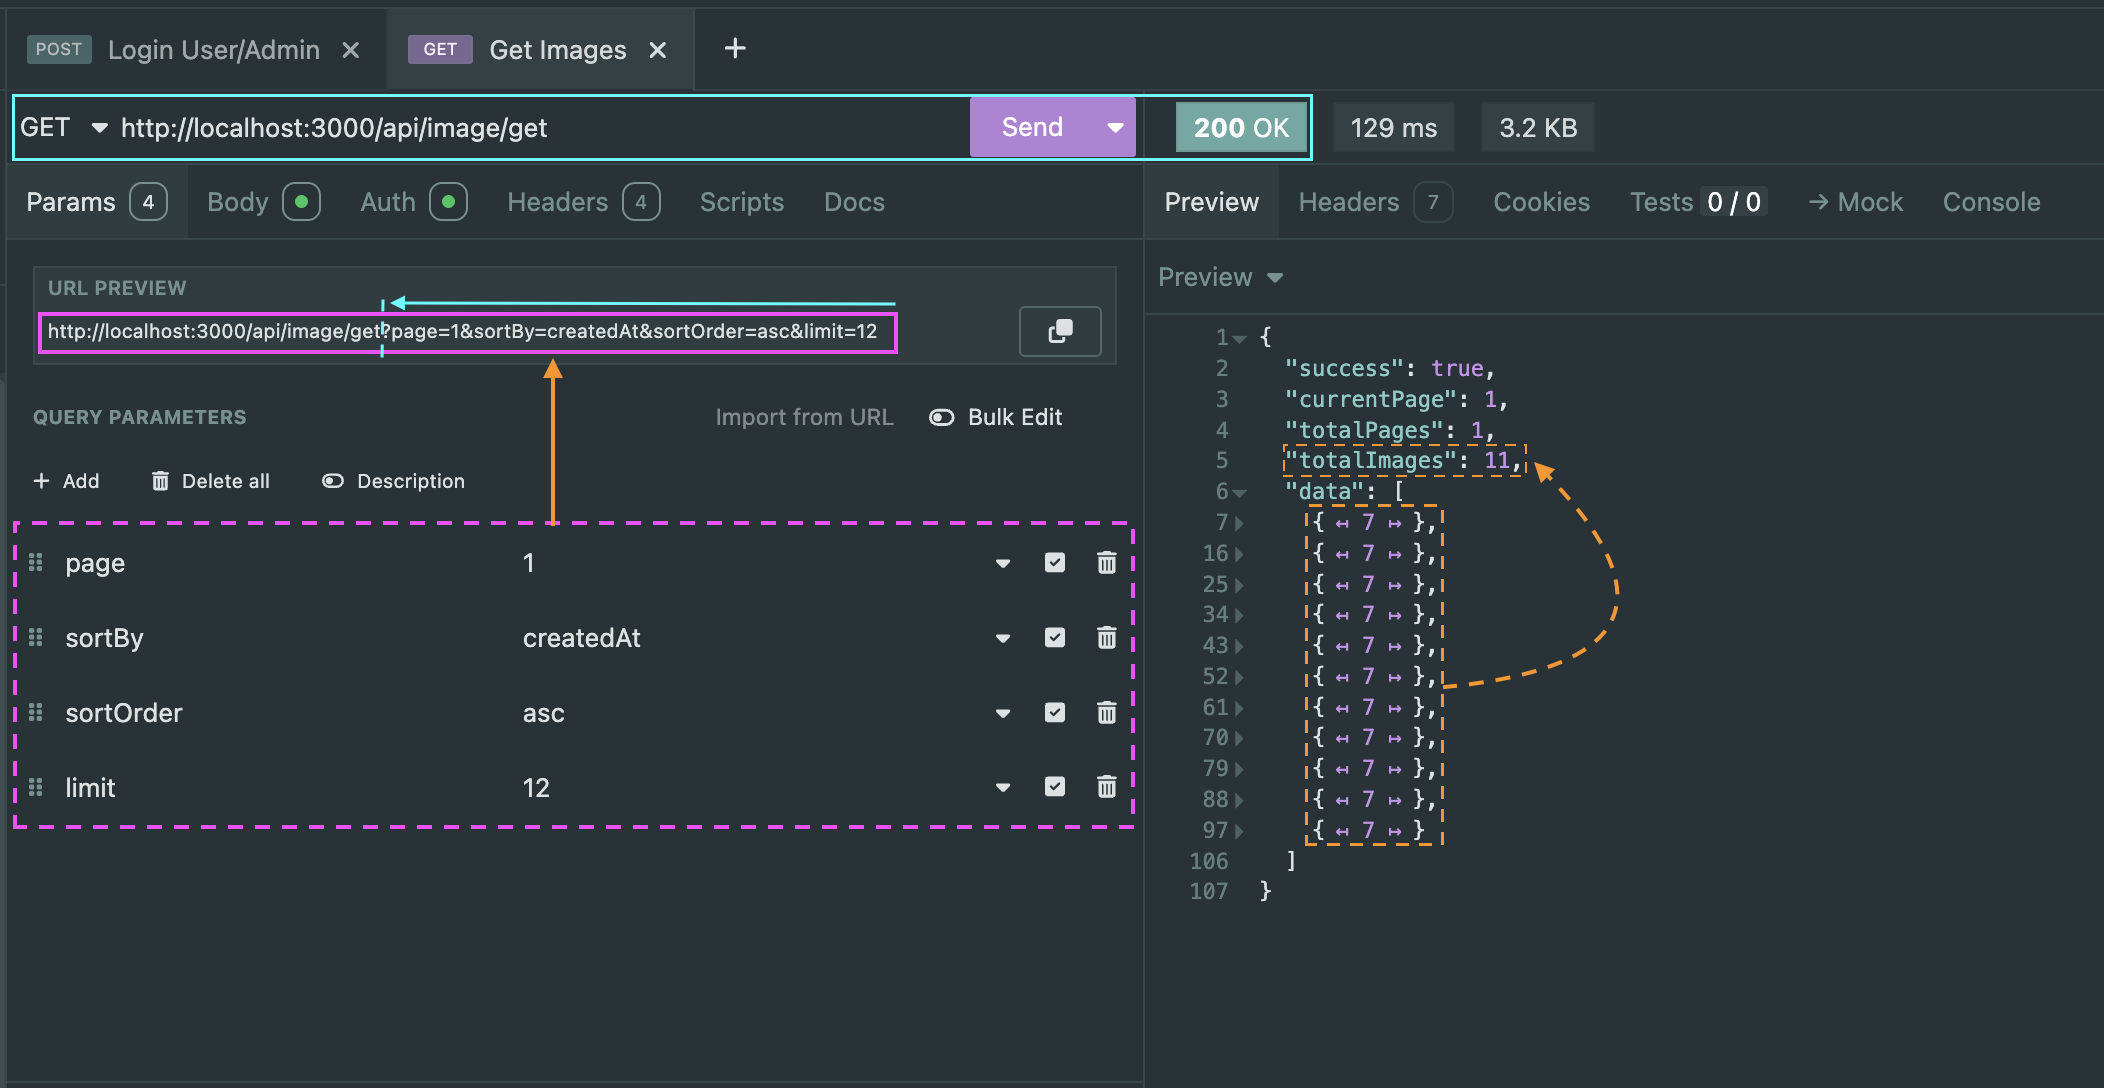 POST Login User/Admin × GET Get Images × +
GET http://localhost:3000/api/image/get Send 200 OK 129 ms 3.2 KB
Params 4 Body Auth Headers 4 Scripts Docs
URL PREVIEW
http://localhost:3000/api/image/get?page=1&sortBy=createdAt&sortOrder=asc&limit=12
QUERY PARAMETERS Import from URL Bulk Edit
+ Add Delete all Description
page 1
sortBy createdAt
sortOrder asc
limit 12
Preview Headers 7 Cookies Tests 0 / 0 → Mock Console
Preview
1 {
2 "success": true,
3 "currentPage": 1,
4 "totalPages": 1,
5 "totalImages": 11,
6 "data": [
7 { ↤ 7 ↦ },
16 { ↤ 7 ↦ },
25 { ↤ 7 ↦ },
34 { ↤ 7 ↦ },
43 { ↤ 7 ↦ },
52 { ↤ 7 ↦ },
61 { ↤ 7 ↦ },
70 { ↤ 7 ↦ },
79 { ↤ 7 ↦ },
88 { ↤ 7 ↦ },
97 { ↤ 7 ↦ }
106 ]
107 }